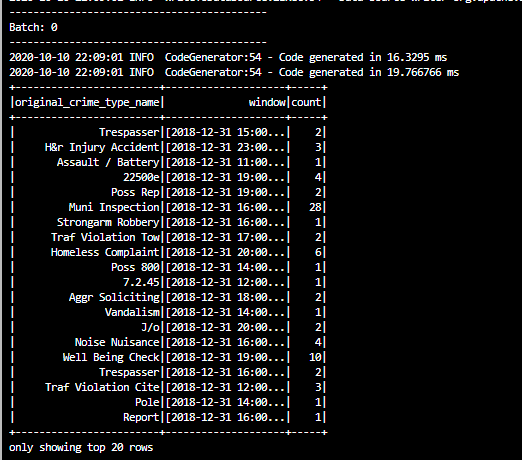 -------------------------------------------
Batch: 0
-------------------------------------------
2020-10-10 22:09:01 INFO  CodeGenerator:54 - Code generated in 16.3295 ms
2020-10-10 22:09:01 INFO  CodeGenerator:54 - Code generated in 19.766766 ms
+------------------------+--------------------+-----+
|original_crime_type_name|              window|count|
+------------------------+--------------------+-----+
|              Trespasser|[2018-12-31 15:00...|    2|
|     H&r Injury Accident|[2018-12-31 23:00...|    3|
|       Assault / Battery|[2018-12-31 11:00...|    1|
|                  22500e|[2018-12-31 19:00...|    4|
|                Poss Rep|[2018-12-31 19:00...|    2|
|         Muni Inspection|[2018-12-31 16:00...|   28|
|       Strongarm Robbery|[2018-12-31 16:00...|    1|
|      Traf Violation Tow|[2018-12-31 17:00...|    2|
|      Homeless Complaint|[2018-12-31 20:00...|    6|
|                Poss 800|[2018-12-31 14:00...|    1|
|                  7.2.45|[2018-12-31 12:00...|    1|
|         Aggr Soliciting|[2018-12-31 18:00...|    2|
|               Vandalism|[2018-12-31 14:00...|    1|
|                     J/o|[2018-12-31 20:00...|    2|
|          Noise Nuisance|[2018-12-31 16:00...|    4|
|        Well Being Check|[2018-12-31 19:00...|   10|
|              Trespasser|[2018-12-31 16:00...|    2|
|     Traf Violation Cite|[2018-12-31 12:00...|    3|
|                    Pole|[2018-12-31 14:00...|    1|
|                  Report|[2018-12-31 16:00...|    1|
+------------------------+--------------------+-----+
only showing top 20 rows